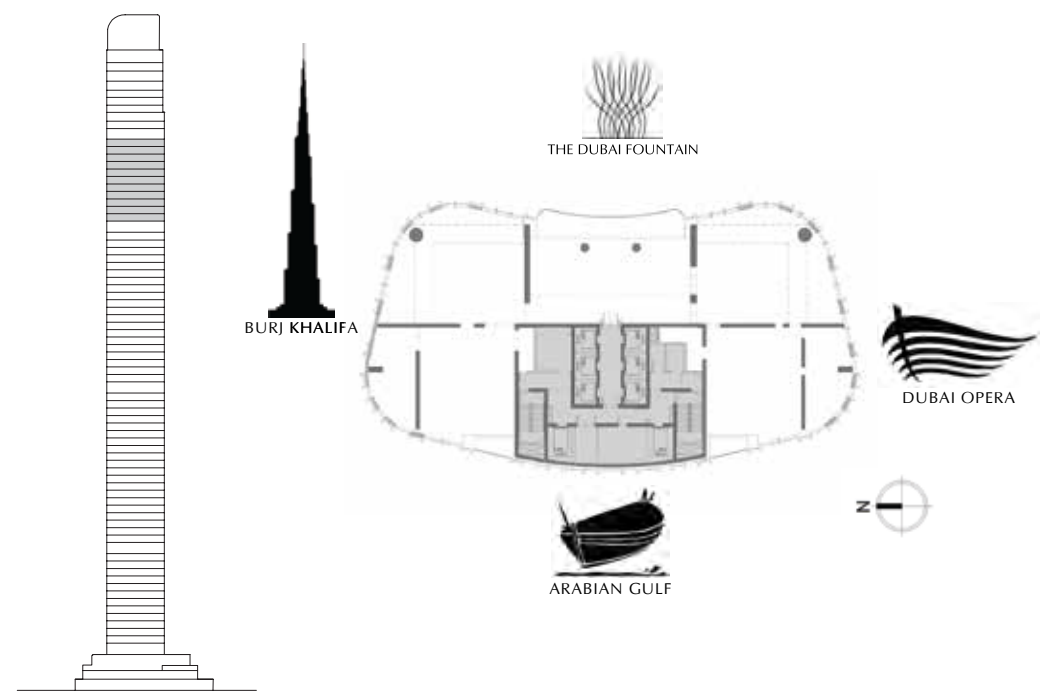 THE DUBAI FOUNTAIN
BURJ KHALIFA
DUBAI OPERA
N
ARABIAN GULF